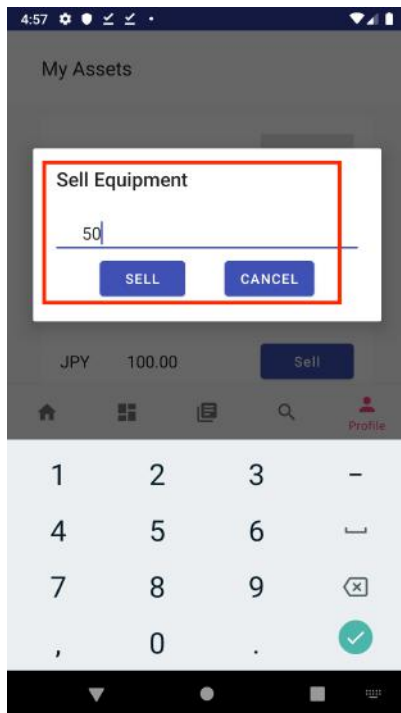 4:57
My Assets
Sell Equipment
50
SELL CANCEL
JPY 100.00 Sell
Profile
1 2 3 -
4 5 6
7 8 9
, 0 .